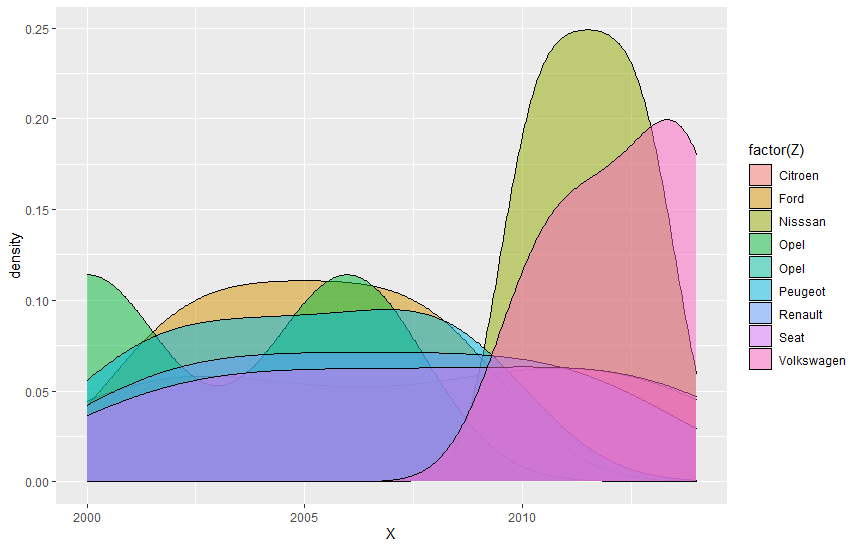 0.25
0.20
0.15
0.10
0.05
0.00
density
2000
2005
2010
X
factor(Z)
Citroen
Ford
Nisssan
Opel
Opel
Peugeot
Renault
Seat
Volkswagen